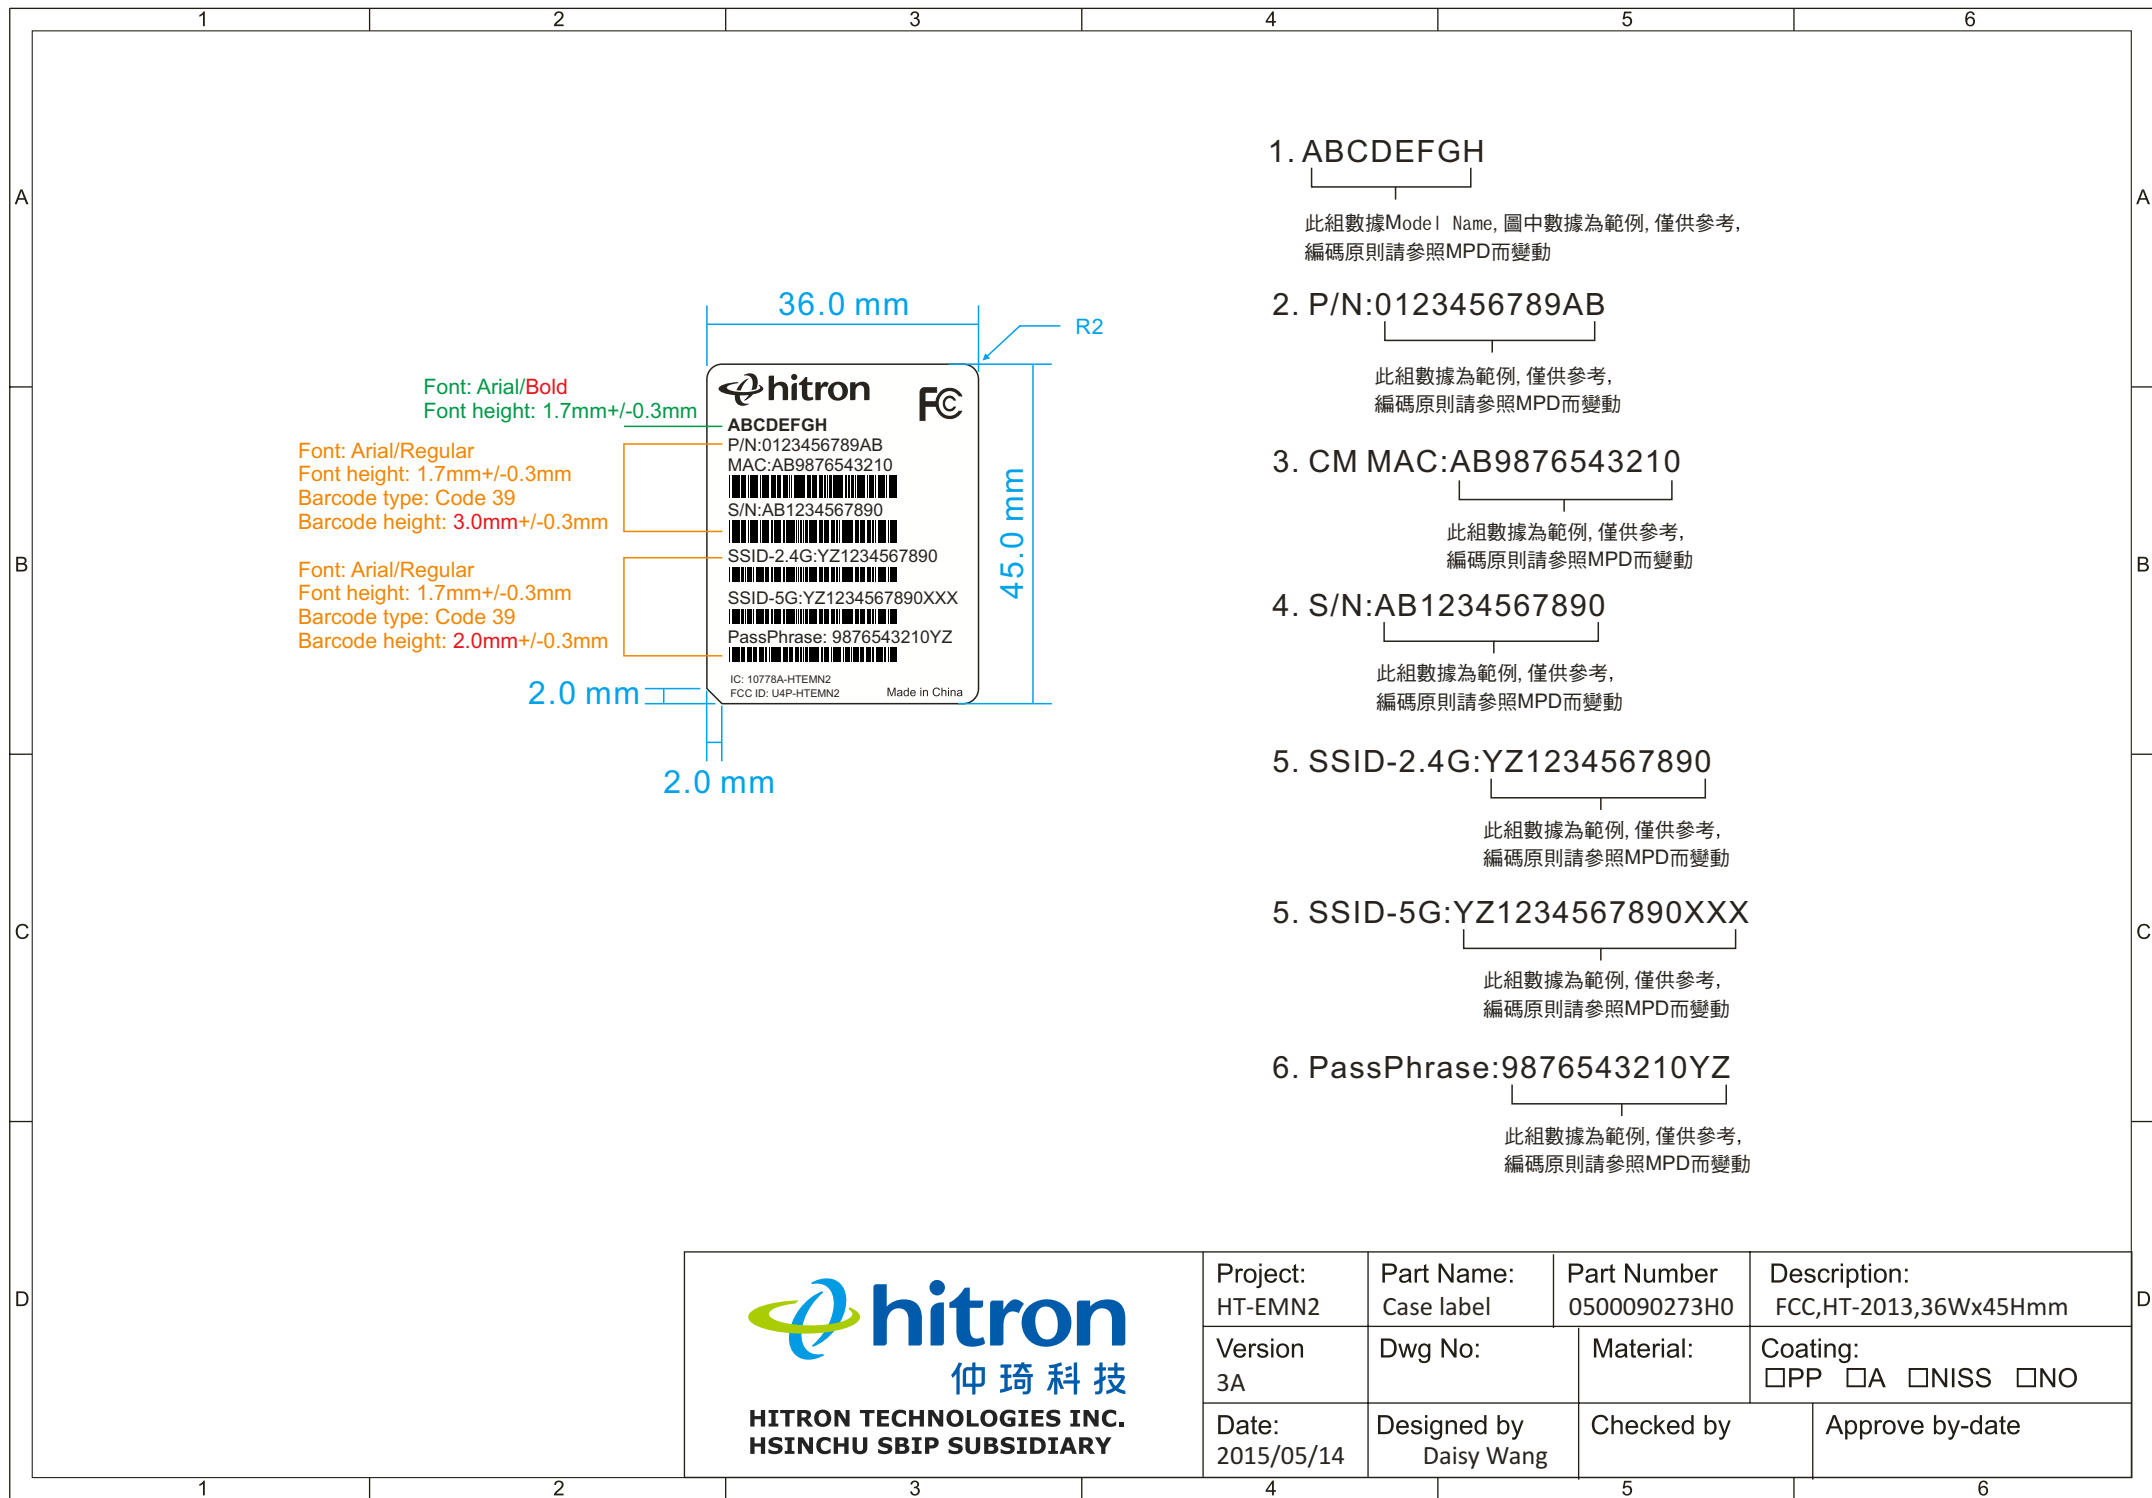 1 2 3 4 5 6
A
B
C
D
36.0 mm
R2
Font: Arial/Bold
Font height: 1.7mm+/-0.3mm
Font: Arial/Regular
Font height: 1.7mm+/-0.3mm
Barcode type: Code 39
Barcode height: 3.0mm+/-0.3mm
Font: Arial/Regular
Font height: 1.7mm+/-0.3mm
Barcode type: Code 39
Barcode height: 2.0mm+/-0.3mm
2.0 mm
2.0 mm
45.0 mm
hitron
FC
ABCDEFGH
P/N:0123456789AB
MAC:AB9876543210
S/N:AB1234567890
SSID-2.4G:YZ1234567890
SSID-5G:YZ1234567890XXX
PassPhrase: 9876543210YZ
IC: 10778A-HTEMN2
FCC ID: U4P-HTEMN2 Made in China
1. ABCDEFGH
此組數據Model Name, 圖中數據為範例, 僅供參考,
編碼原則請參照MPD而變動
2. P/N:0123456789AB
此組數據為範例, 僅供參考,
編碼原則請參照MPD而變動
3. CM MAC:AB9876543210
此組數據為範例, 僅供參考,
編碼原則請參照MPD而變動
4. S/N:AB1234567890
此組數據為範例, 僅供參考,
編碼原則請參照MPD而變動
5. SSID-2.4G:YZ1234567890
此組數據為範例, 僅供參考,
編碼原則請參照MPD而變動
5. SSID-5G:YZ1234567890XXX
此組數據為範例, 僅供參考,
編碼原則請參照MPD而變動
6. PassPhrase:9876543210YZ
此組數據為範例, 僅供參考,
編碼原則請參照MPD而變動
A
B
C
D
hitron
仲琦科技
HITRON TECHNOLOGIES INC.
HSINCHU SBIP SUBSIDIARY
Project:
HT-EMN2
Part Name:
Case label
Part Number
0500090273H0
Description:
FCC,HT-2013,36Wx45Hmm
Version
3A
Dwg No:
Material:
Coating:
□PP □A □NISS □NO
Date:
2015/05/14
Designed by
Daisy Wang
Checked by
Approve by-date
1 2 3 4 5 6